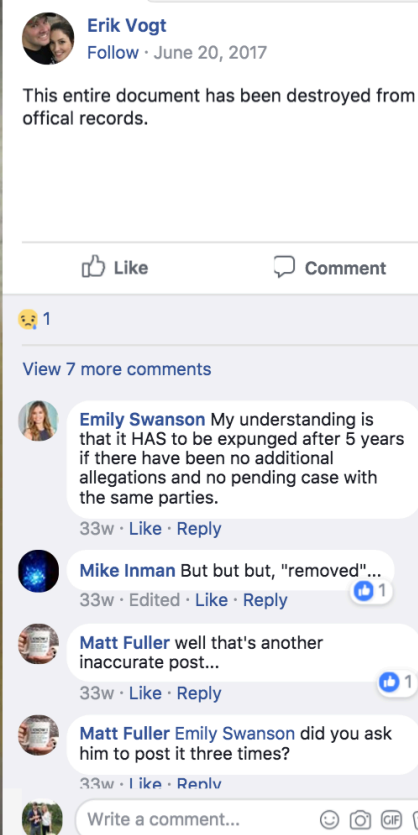 Erik Vogt
Follow · June 20, 2017
This entire document has been destroyed from
offical records.
Like
Comment
1
View 7 more comments
Emily Swanson My understanding is
that it HAS to be expunged after 5 years
if there have been no additional
allegations and no pending case with
the same parties.
33w · Like · Reply
Mike Inman But but but, "removed"...
1
33w · Edited · Like · Reply
Matt Fuller well that's another
inaccurate post...
1
33w · Like · Reply
Matt Fuller Emily Swanson did you ask
him to post it three times?
33w · Like · Reply
Write a comment...
GIF